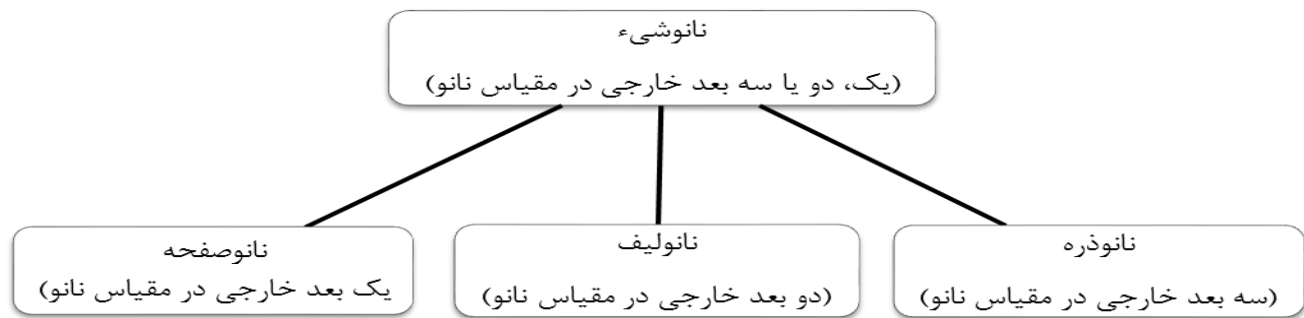 نانوشیء
(یک، دو یا سه بعد خارجی در مقیاس نانو)
نانوذره
(سه بعد خارجی در مقیاس نانو)
نانولیف
(دو بعد خارجی در مقیاس نانو)
نانوصفحه
یک بعد خارجی در مقیاس نانو)